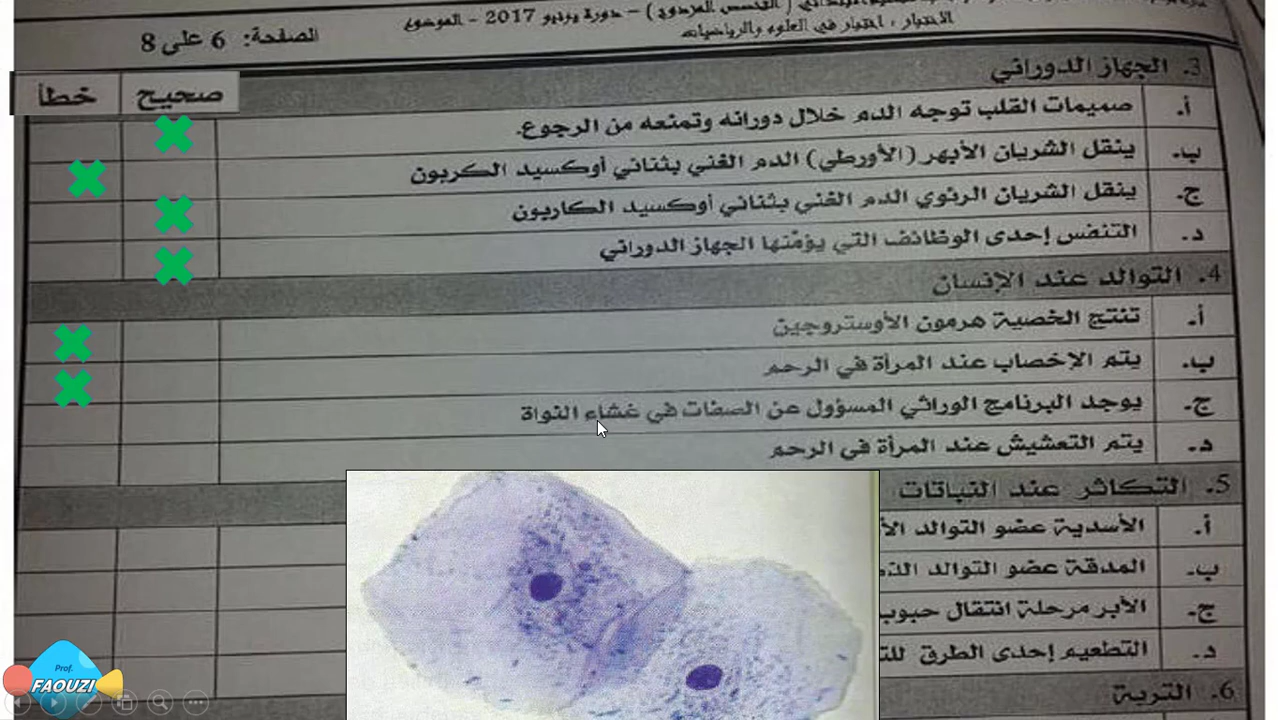 الصفحة: 6 على 8
– دورة يونيو 2017 - الموضوع
الاختبار : اختبار في العلوم والرياضيات
3. الجهاز الدوراني
صحيح
خطأ
أ. صميمات القلب توجه الدم خلال دورانه وتمنعه من الرجوع.
ب. ينقل الشريان الأبهر (الأورطي) الدم الغني بثنائي أوكسيد الكربون
ج. ينقل الشريان الرئوي الدم الغني بثنائي أوكسيد الكاربون
د. التنفس إحدى الوظائف التي يؤمّنها الجهاز الدوراني
4. التوالد عند الإنسان
أ. تنتج الخصية هرمون الأوستروجين
ب. يتم الإخصاب عند المرأة في الرحم
ج. يوجد البرنامج الوراثي المسؤول عن الصفات في غشاء النواة
د. يتم التعشيش عند المرأة في الرحم
5. التكاثر عند النباتات
أ. الأسدية عضو التوالد
ب. المدقة عضو التوالد
ج. الأبر مرحلة انتقال حبوب
د. التطعيم إحدى الطرق
6. التربة
Prof.
FAOUZI